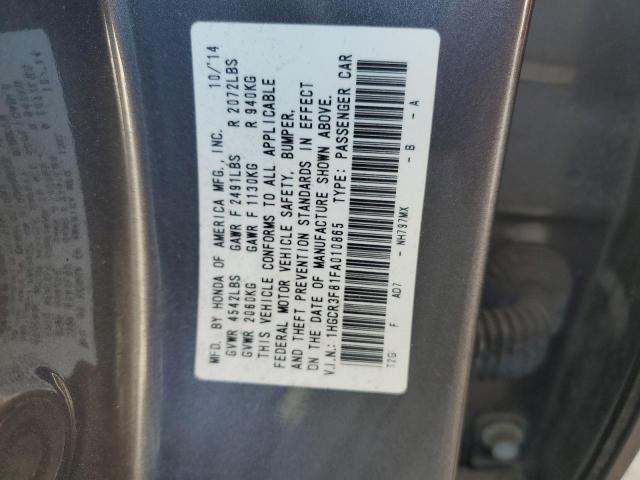 MFD. BY HONDA OF AMERICA MFG., INC. 10/'14
GVWR 4542LBS GAWR F 2491LBS R 2072LBS
GVWR 2060KG GAWR F 1130KG R 940KG
THIS VEHICLE CONFORMS TO ALL APPLICABLE
FEDERAL MOTOR VEHICLE SAFETY, BUMPER,
AND THEFT PREVENTION STANDARDS IN EFFECT
ON THE DATE OF MANUFACTURE SHOWN ABOVE.
V.I.N.: 1HGCR3F81FA010865 TYPE: PASSENGER CAR
T2G F AD7 - NH797MX - B - A